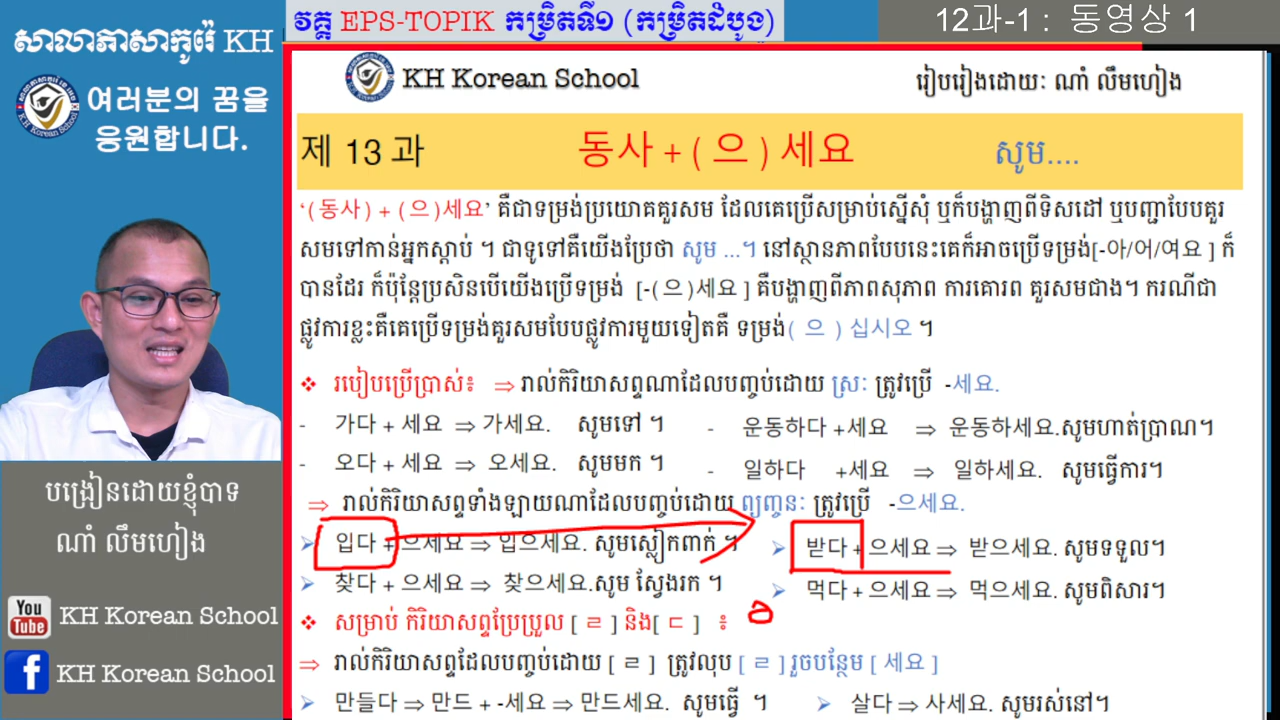 សាលាភាសាកូរ៉េ KH
여러분의 꿈을
응원합니다.
វគ្គ EPS-TOPIK កម្រិតទី១ (កម្រិតដំបូង)
12과-1 : 동영상 1
KH Korean School
រៀបរៀងដោយៈ ណាំ លឹមហៀង
제 13 과 동사 + ( 으 ) 세요 សូម....
‘(동사) + (으)세요’ គឺជាទម្រង់ប្រយោគគួរសម ដែលគេប្រើសម្រាប់ស្នើសុំ ឬក៏បង្ហាញពីទិសដៅ ឬបញ្ជាបែបគួរ
សមទៅកាន់អ្នកស្តាប់ ។ ជាទូទៅគឺយើងប្រែថា សូម ...។ នៅស្ថានភាពបែបនេះគេក៏អាចប្រើទម្រង់[-아/어/여요 ] ក៏
បានដែរ ក៏ប៉ុន្តែប្រសិនបើយើងប្រើទម្រង់ [-(으)세요 ] គឺបង្ហាញពីភាពសុភាព ការគោរព គួរសមជាង។ ករណីជា
ផ្លូវការខ្លះគឺគេប្រើទម្រង់គួរសមបែបផ្លូវការមួយទៀតគឺ ទម្រង់( 으 ) 십시오 ។
❖ របៀបប្រើប្រាស់៖ ⇒ រាល់កិរិយាសព្ទណាដែលបញ្ចប់ដោយ ស្រៈ ត្រូវប្រើ -세요.
- 가다 + 세요 ⇒ 가세요. សូមទៅ ។ - 운동하다 +세요 ⇒ 운동하세요.សូមហាត់ប្រាណ។
- 오다 + 세요 ⇒ 오세요. សូមមក ។ - 일하다 +세요 ⇒ 일하세요. សូមធ្វើការ។
⇒ រាល់កិរិយាសព្ទទាំងឡាយណាដែលបញ្ចប់ដោយ ព្យញ្ជនៈ ត្រូវប្រើ -으세요.
➢ 입다 + 으세요 ⇒ 입으세요. សូមស្លៀកពាក់ ។ ➢ 받다 + 으세요 ⇒ 받으세요. សូមទទួល។
➢ 찾다 + 으세요 ⇒ 찾으세요.សូម ស្វែងរក ។ ➢ 먹다 + 으세요 ⇒ 먹으세요. សូមពិសារ។
❖ សម្រាប់ កិរិយាសព្ទប្រែប្រួល [ ㄹ ] និង[ ㄷ ] ៖
⇒ រាល់កិរិយាសព្ទដែលបញ្ចប់ដោយ [ ㄹ ] ត្រូវលុប [ ㄹ ] រួចបន្ថែម [ 세요 ]
➢ 만들다 ⇒ 만드 + -세요 ⇒ 만드세요. សូមធ្វើ ។ ➢ 살다 ⇒ 사세요. សូមរស់នៅ។
បង្រៀនដោយខ្ញុំបាទ
ណាំ លឹមហៀង
You Tube KH Korean School
f KH Korean School